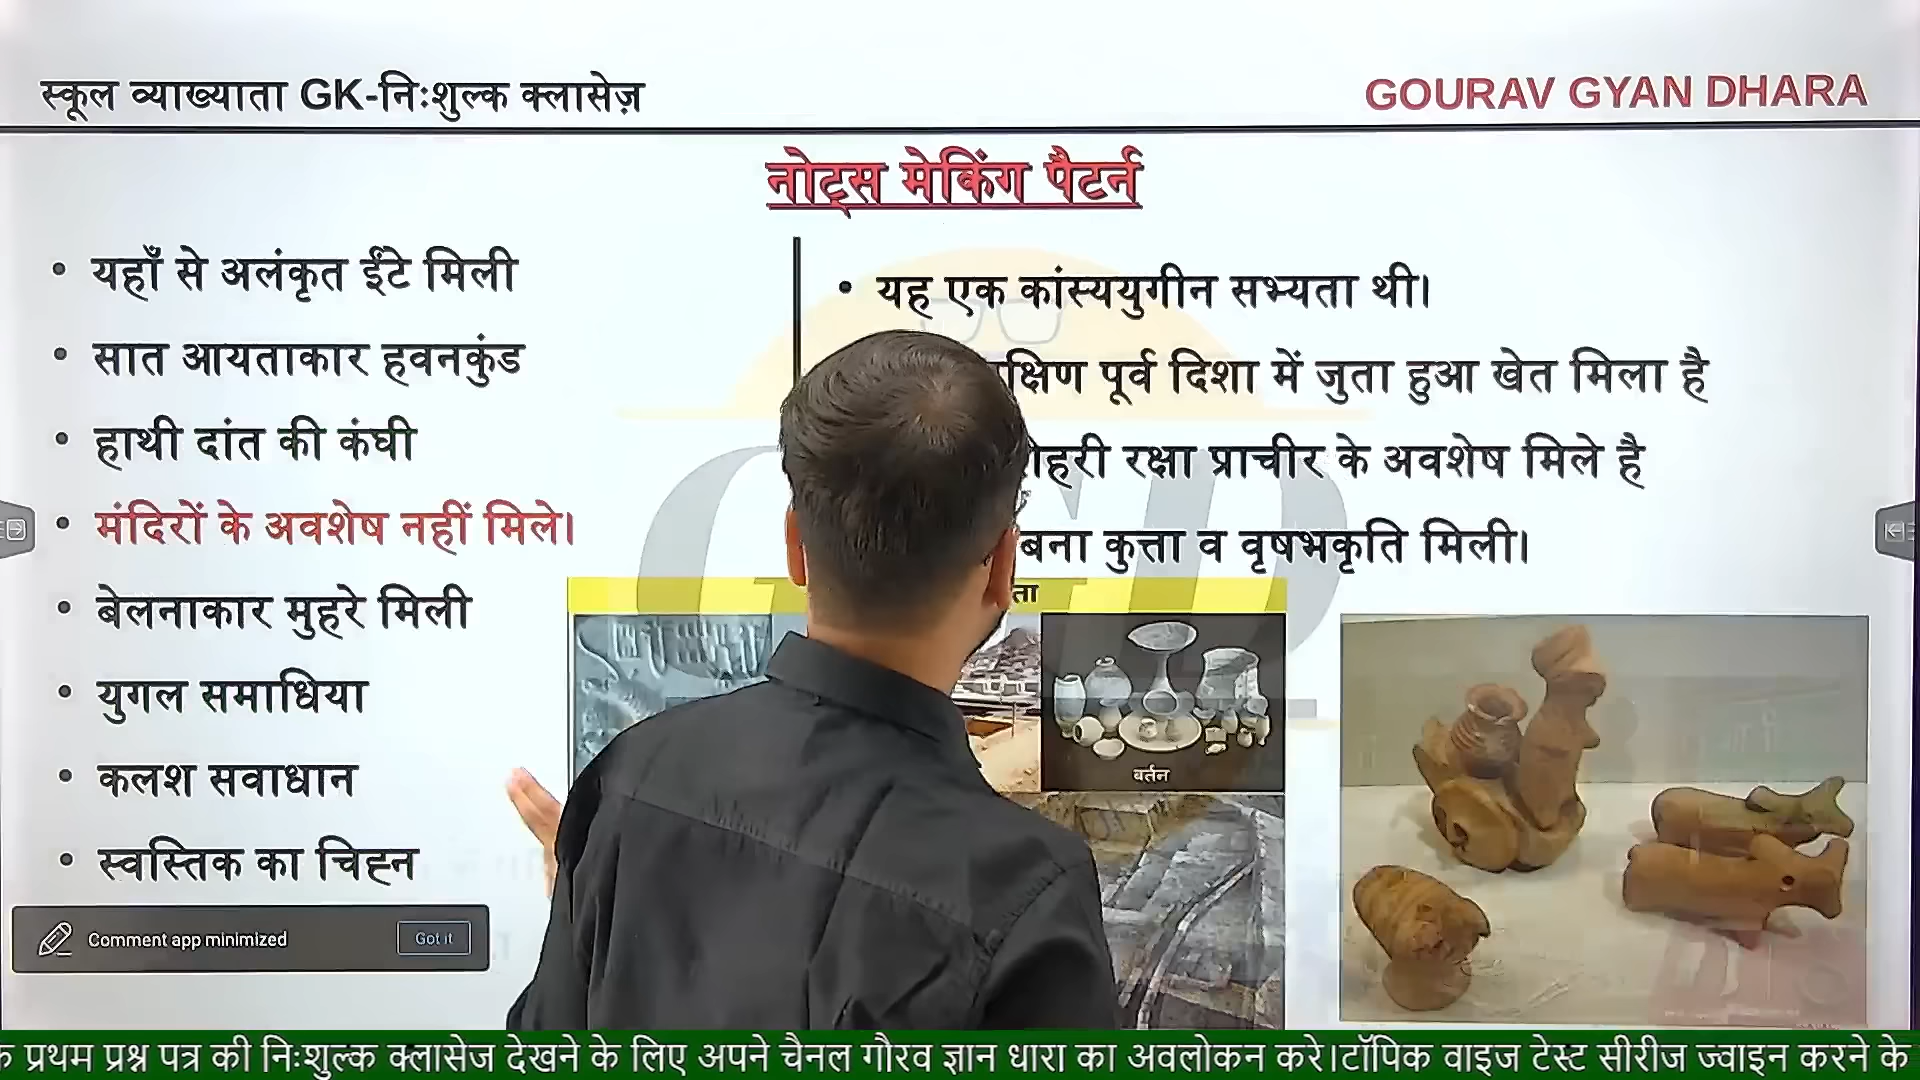 स्कूल व्याख्याता GK-निःशुल्क क्लासेज़
GOURAV GYAN DHARA
नोट्स मेकिंग पैटर्न
• यहाँ से अलंकृत ईंटे मिली
• सात आयताकार हवनकुंड
• हाथी दांत की कंघी
• मंदिरों के अवशेष नहीं मिले।
• बेलनाकार मुहरे मिली
• युगल समाधिया
• कलश सवाधान
• स्वस्तिक का चिह्न
• यह एक कांस्ययुगीन सभ्यता थी।
पूर्व दिशा में जुता हुआ खेत मिला है
रक्षा प्राचीर के अवशेष मिले है
बना कुत्ता व वृषभकृति मिली।
बर्तन
Comment app minimized
Got it
प्रथम प्रश्न पत्र की निःशुल्क क्लासेज देखने के लिए अपने चैनल गौरव ज्ञान धारा का अवलोकन करे।टॉपिक वाइज टेस्ट सीरीज ज्वाइन करने के